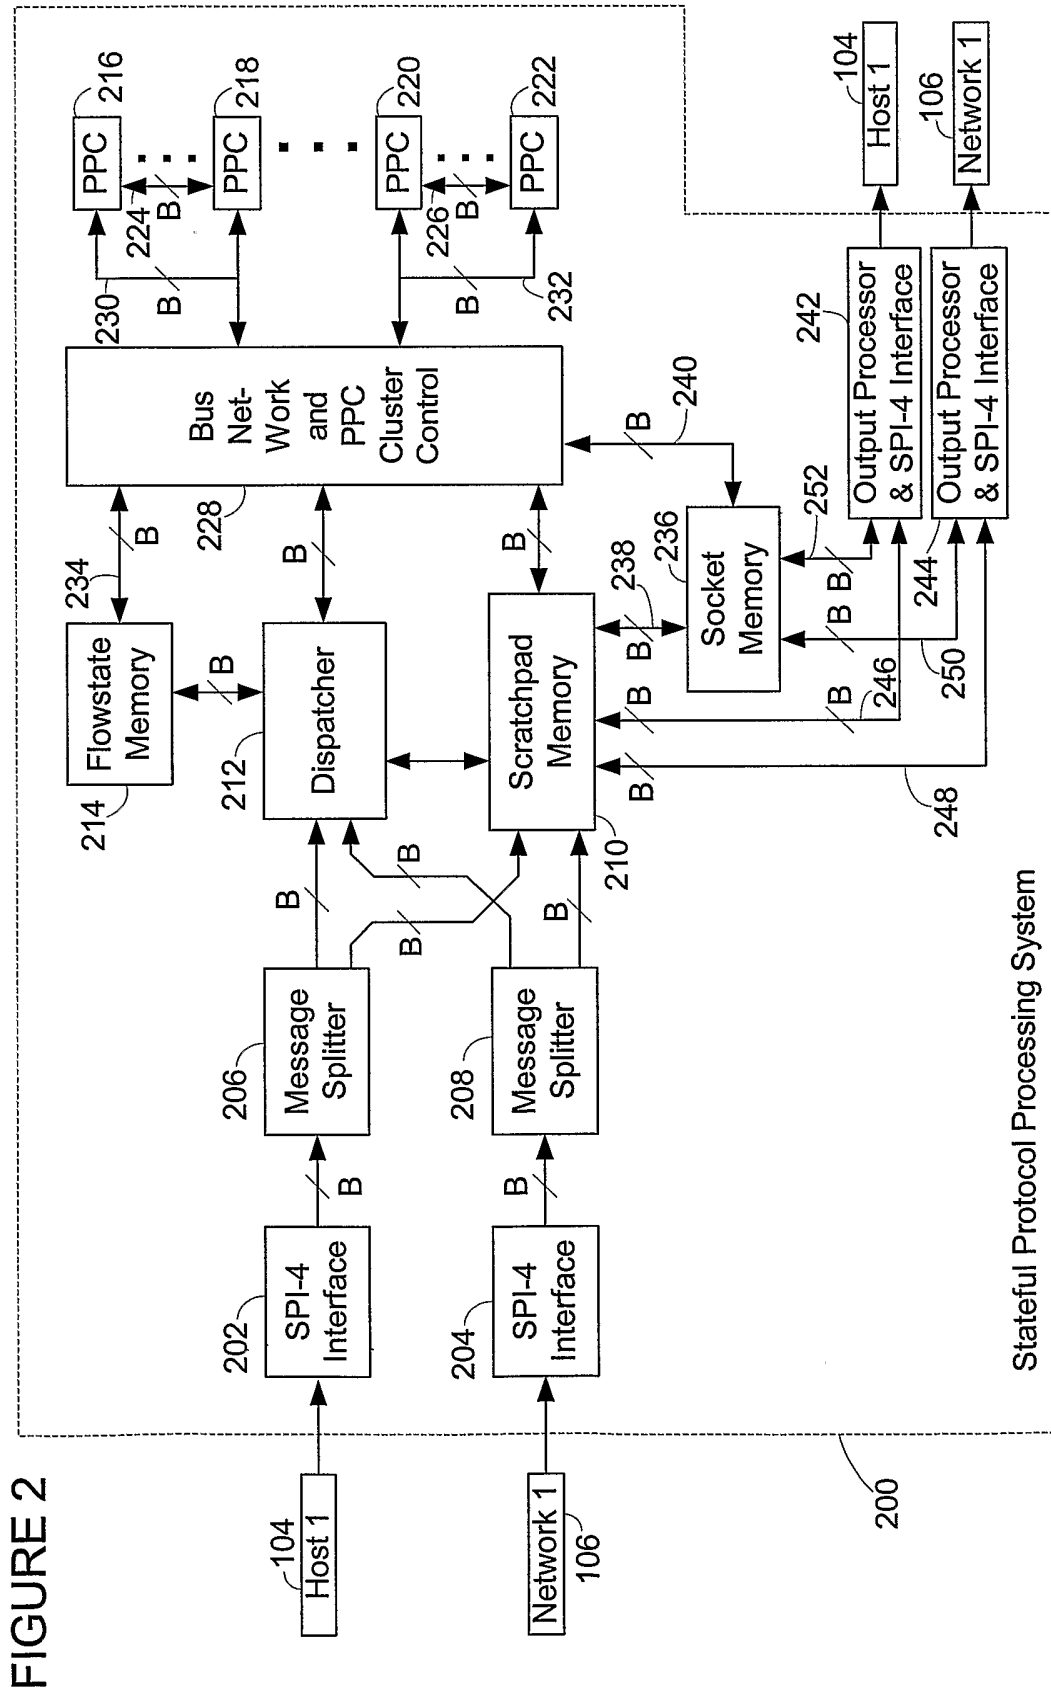 FIGURE 2
104
Host 1
Network 1
106
202
SPI-4
Interface
204
SPI-4
Interface
B
B
206
Message
Splitter
208
Message
Splitter
B
B
B
B
214
Flowstate
Memory
212
Dispatcher
Scratchpad
Memory
210
B
234
B
B
B
228
Bus
Net-
Work and
PPC
Cluster
Control
230
B
B
232
PPC
216
224
B
PPC
218
PPC
220
226
B
PPC
222
B
240
236
Socket
Memory
B
238
B
B
B
246
B
248
B
250
B
252
242
Output Processor
& SPI-4 Interface
244
Output Processor
& SPI-4 Interface
104
Host 1
106
Network 1
200
Stateful Protocol Processing System